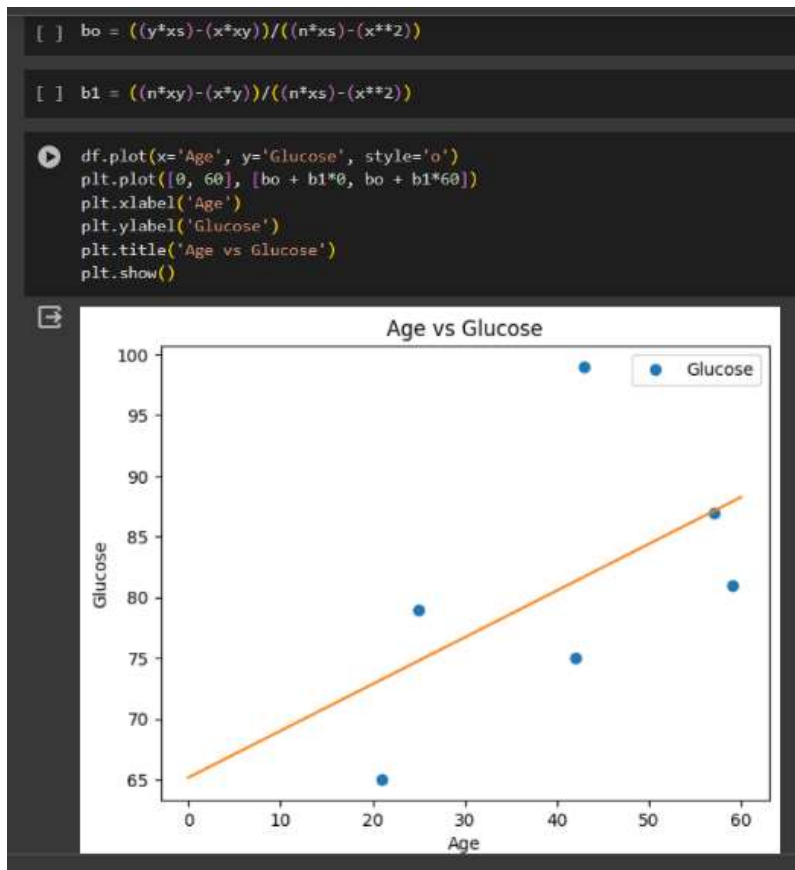 [ ] bo = ((y*xs)-(x*xy))/((n*xs)-(x**2))
[ ] b1 = ((n*xy)-(x*y))/((n*xs)-(x**2))
df.plot(x='Age', y='Glucose', style='o')
plt.plot([0, 60], [bo + b1*0, bo + b1*60])
plt.xlabel('Age')
plt.ylabel('Glucose')
plt.title('Age vs Glucose')
plt.show()
Age vs Glucose
Glucose
100
95
90
85
80
75
70
65
Glucose
0 10 20 30 40 50 60
Age